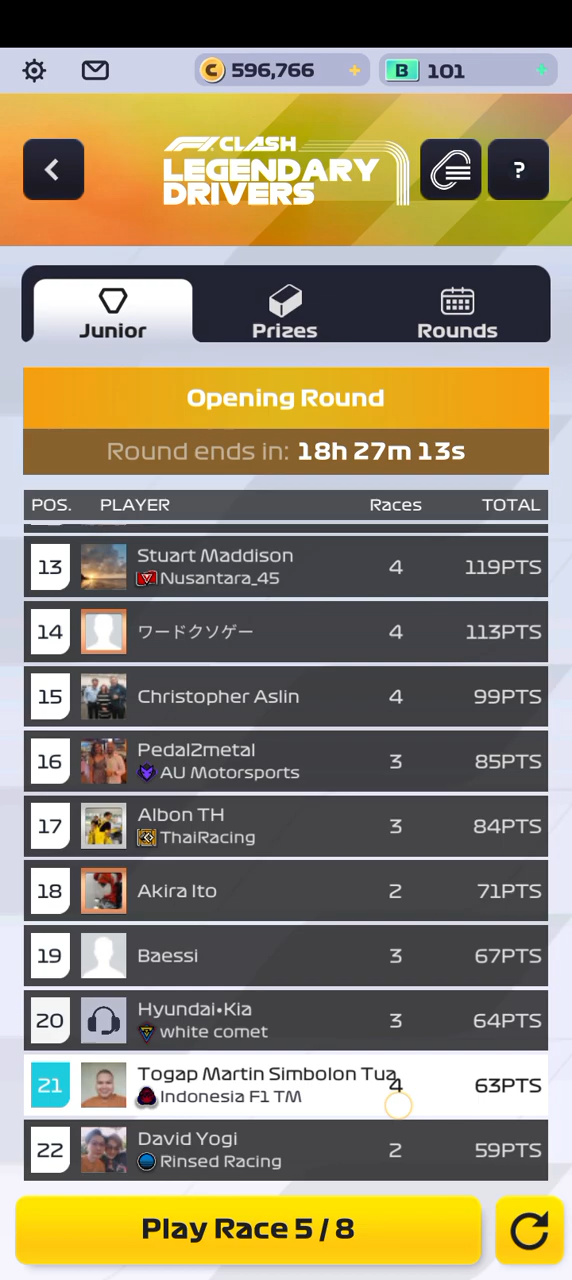 C 596,766 +
B 101 +
F1 CLASH
LEGENDARY
DRIVERS
?
Junior
Prizes
Rounds
Opening Round
Round ends in: 18h 27m 13s
POS. PLAYER Races TOTAL
13 Stuart Maddison 4 119PTS
Nusantara_45
14 ワードクソゲー 4 113PTS
15 Christopher Aslin 4 99PTS
16 Pedal2metal 3 85PTS
AU Motorsports
17 Albon TH 3 84PTS
ThaiRacing
18 Akira Ito 2 71PTS
19 Baessi 3 67PTS
20 Hyundai•Kia 3 64PTS
white comet
21 Togap Martin Simbolon Tua 4 63PTS
Indonesia F1 TM
22 David Yogi 2 59PTS
Rinsed Racing
Play Race 5 / 8